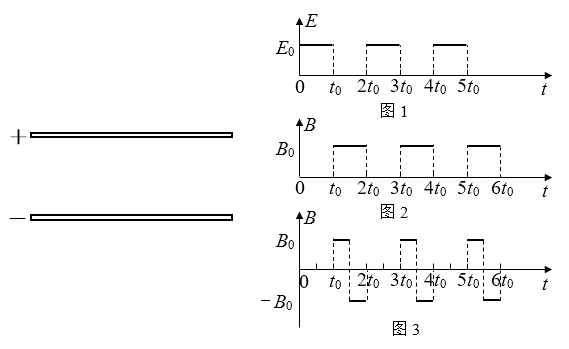 E
E₀
0 t₀ 2t₀ 3t₀ 4t₀ 5t₀ t
图1
B
B₀
0 t₀ 2t₀ 3t₀ 4t₀ 5t₀ 6t₀ t
图2
+
−
B
B₀
0 t₀ 2t₀ 3t₀ 4t₀ 5t₀ 6t₀ t
−B₀
图3